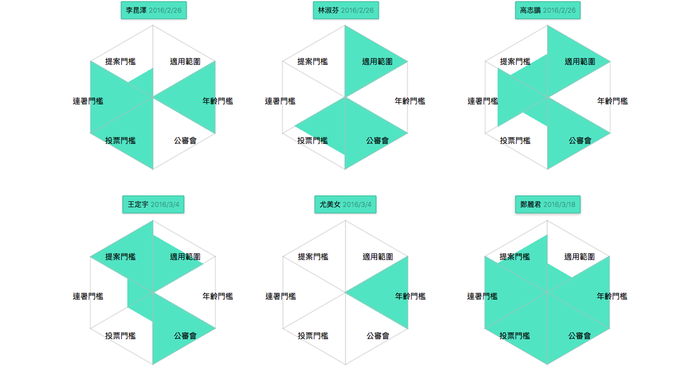 李昆澤 2016/2/26
林淑芬 2016/2/26
高志鵬 2016/2/26
提案門檻 適用範圍
連署門檻 年齡門檻
投票門檻 公審會
提案門檻 適用範圍
連署門檻 年齡門檻
投票門檻 公審會
提案門檻 適用範圍
連署門檻 年齡門檻
投票門檻 公審會
王定宇 2016/3/4
尤美女 2016/3/4
鄭麗君 2016/3/18
提案門檻 適用範圍
連署門檻 年齡門檻
投票門檻 公審會
提案門檻 適用範圍
連署門檻 年齡門檻
投票門檻 公審會
提案門檻 適用範圍
連署門檻 年齡門檻
投票門檻 公審會